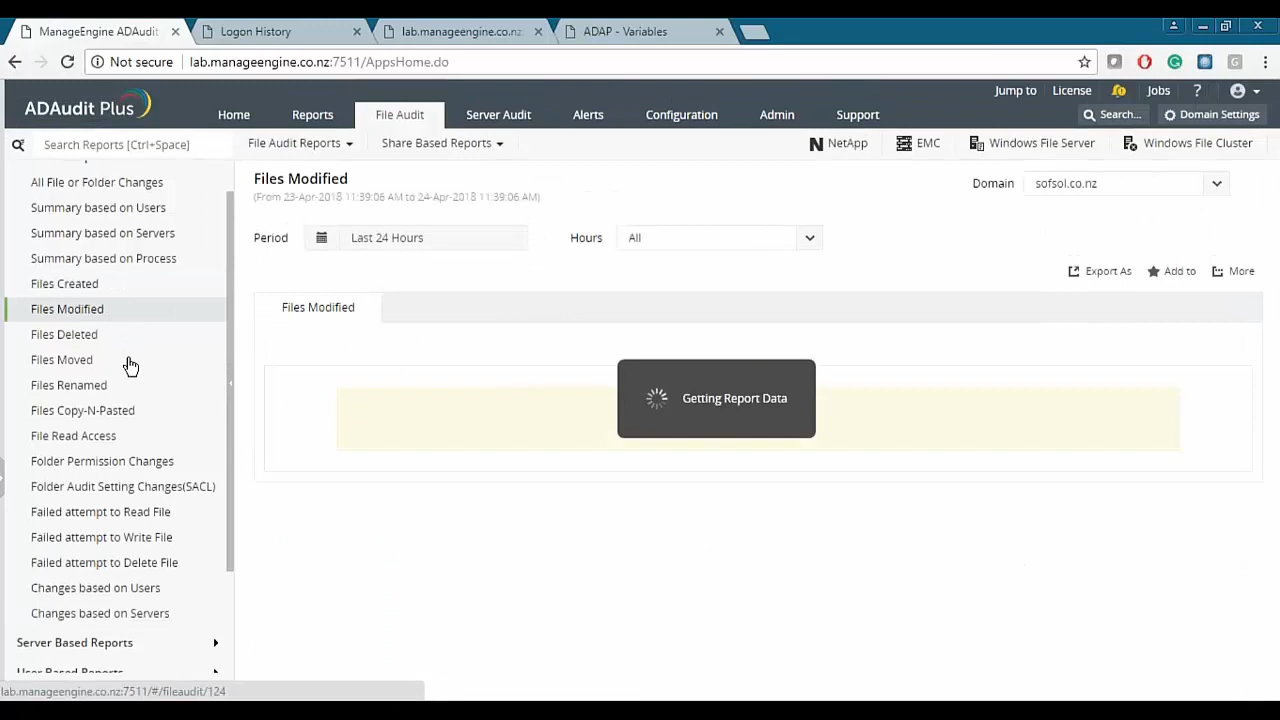 ManageEngine ADAudit
Logon History
lab.manageengine.co.nz:
ADAP - Variables
Not secure
lab.manageengine.co.nz:7511/AppsHome.do
ADAudit Plus
Jump to
License
Jobs
?
Home
Reports
File Audit
Server Audit
Alerts
Configuration
Admin
Support
Search...
Domain Settings
Search Reports [Ctrl+Space]
File Audit Reports
Share Based Reports
NetApp
EMC
Windows File Server
Windows File Cluster
All File or Folder Changes
Summary based on Users
Summary based on Servers
Summary based on Process
Files Created
Files Modified
Files Deleted
Files Moved
Files Renamed
Files Copy-N-Pasted
File Read Access
Folder Permission Changes
Folder Audit Setting Changes(SACL)
Failed attempt to Read File
Failed attempt to Write File
Failed attempt to Delete File
Changes based on Users
Changes based on Servers
Server Based Reports
User Based Reports
Files Modified
(From 23-Apr-2018 11:39:06 AM to 24-Apr-2018 11:39:06 AM)
Domain
sofsol.co.nz
Period
Last 24 Hours
Hours
All
Export As
Add to
More
Files Modified
Getting Report Data
lab.manageengine.co.nz:7511/#/fileaudit/124